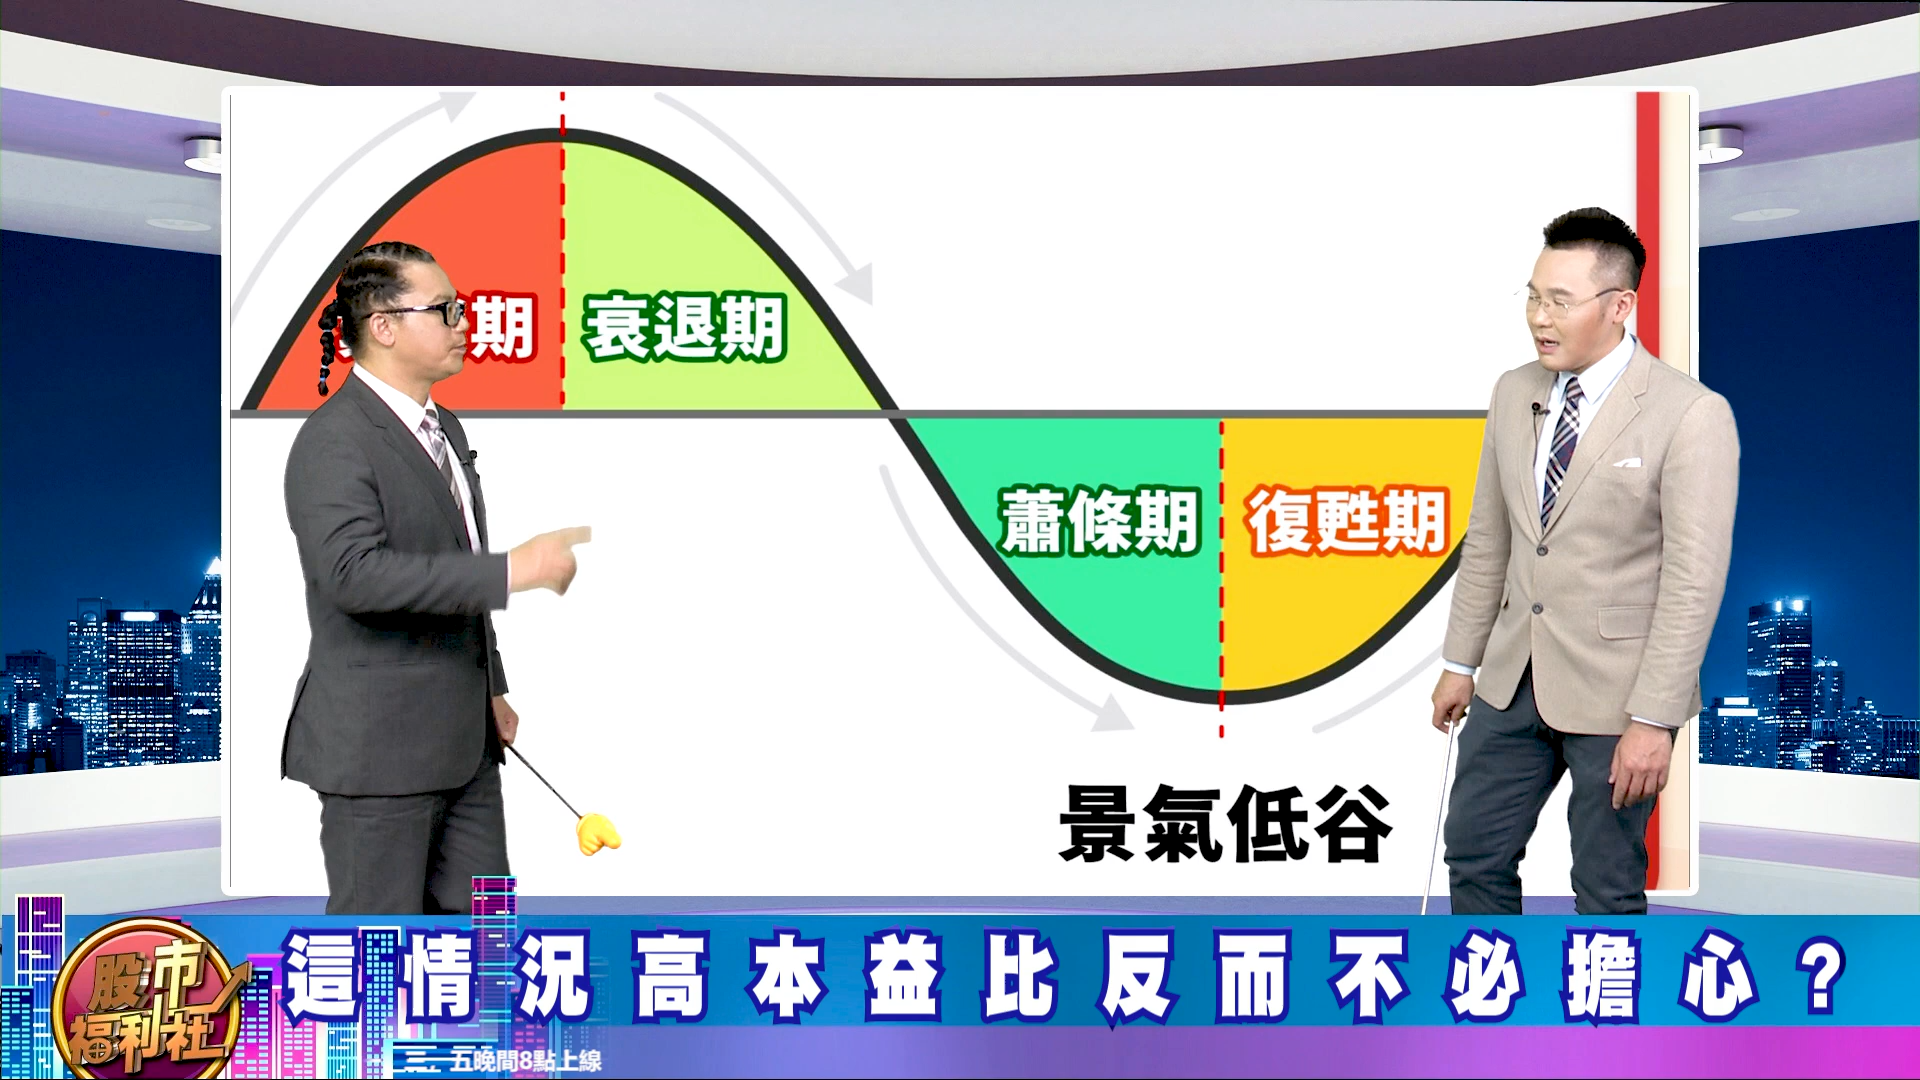 期
衰退期
蕭條期
復甦期
景氣低谷
這情況高本益比反而不必擔心？
股市
福利社
五晚間8點上線